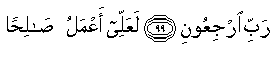 رَبِّ ٱرْجِعُونِ ۝٩٩ لَعَلِّىٓ أَعْمَلُ صَـٰلِحًا